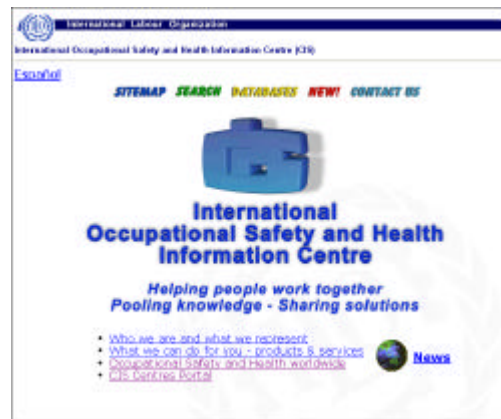 International Labour Organization
International Occupational Safety and Health Information Centre (CIS)
Español
SITEMAP SEARCH DATABASES NEW! CONTACT US
International
Occupational Safety and Health
Information Centre
Helping people work together
Pooling knowledge - Sharing solutions
• Who we are and what we represent
• What we can do for you - products & services
• Occupational Safety and Health worldwide
• CIS Centres Portal
News